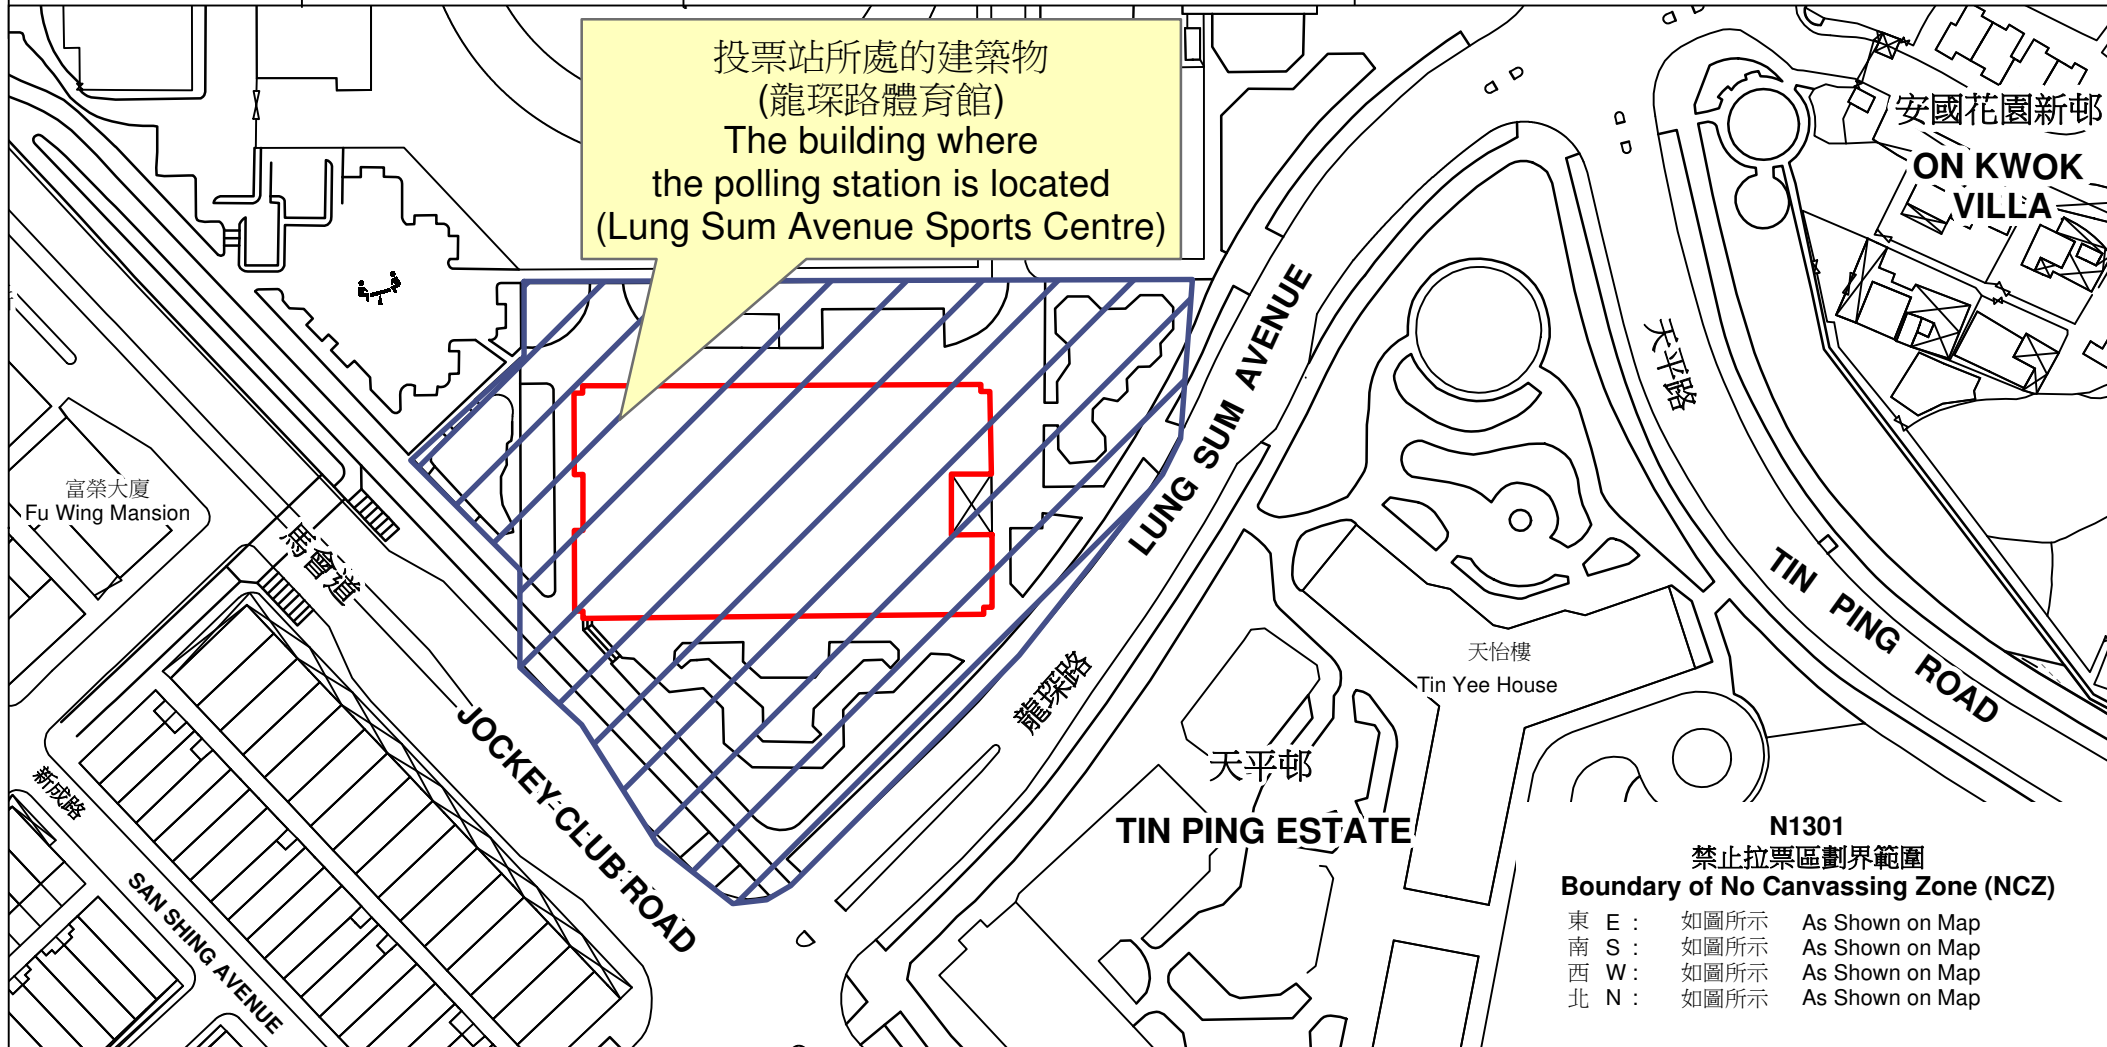 投票站所處的建築物
(龍琛路體育館)
The building where
the polling station is located
(Lung Sum Avenue Sports Centre)
安國花園新邨
ON KWOK
VILLA
天平路
LUNG SUM AVENUE
富榮大廈
Fu Wing Mansion
馬會道
TIN PING ROAD
天怡樓
Tin Yee House
龍琛路
JOCKEY CLUB ROAD
天平邨
TIN PING ESTATE
新成路
SAN SHING AVENUE
N1301
禁止拉票區劃界範圍
Boundary of No Canvassing Zone (NCZ)
東 E : 如圖所示 As Shown on Map
南 S : 如圖所示 As Shown on Map
西 W : 如圖所示 As Shown on Map
北 N : 如圖所示 As Shown on Map